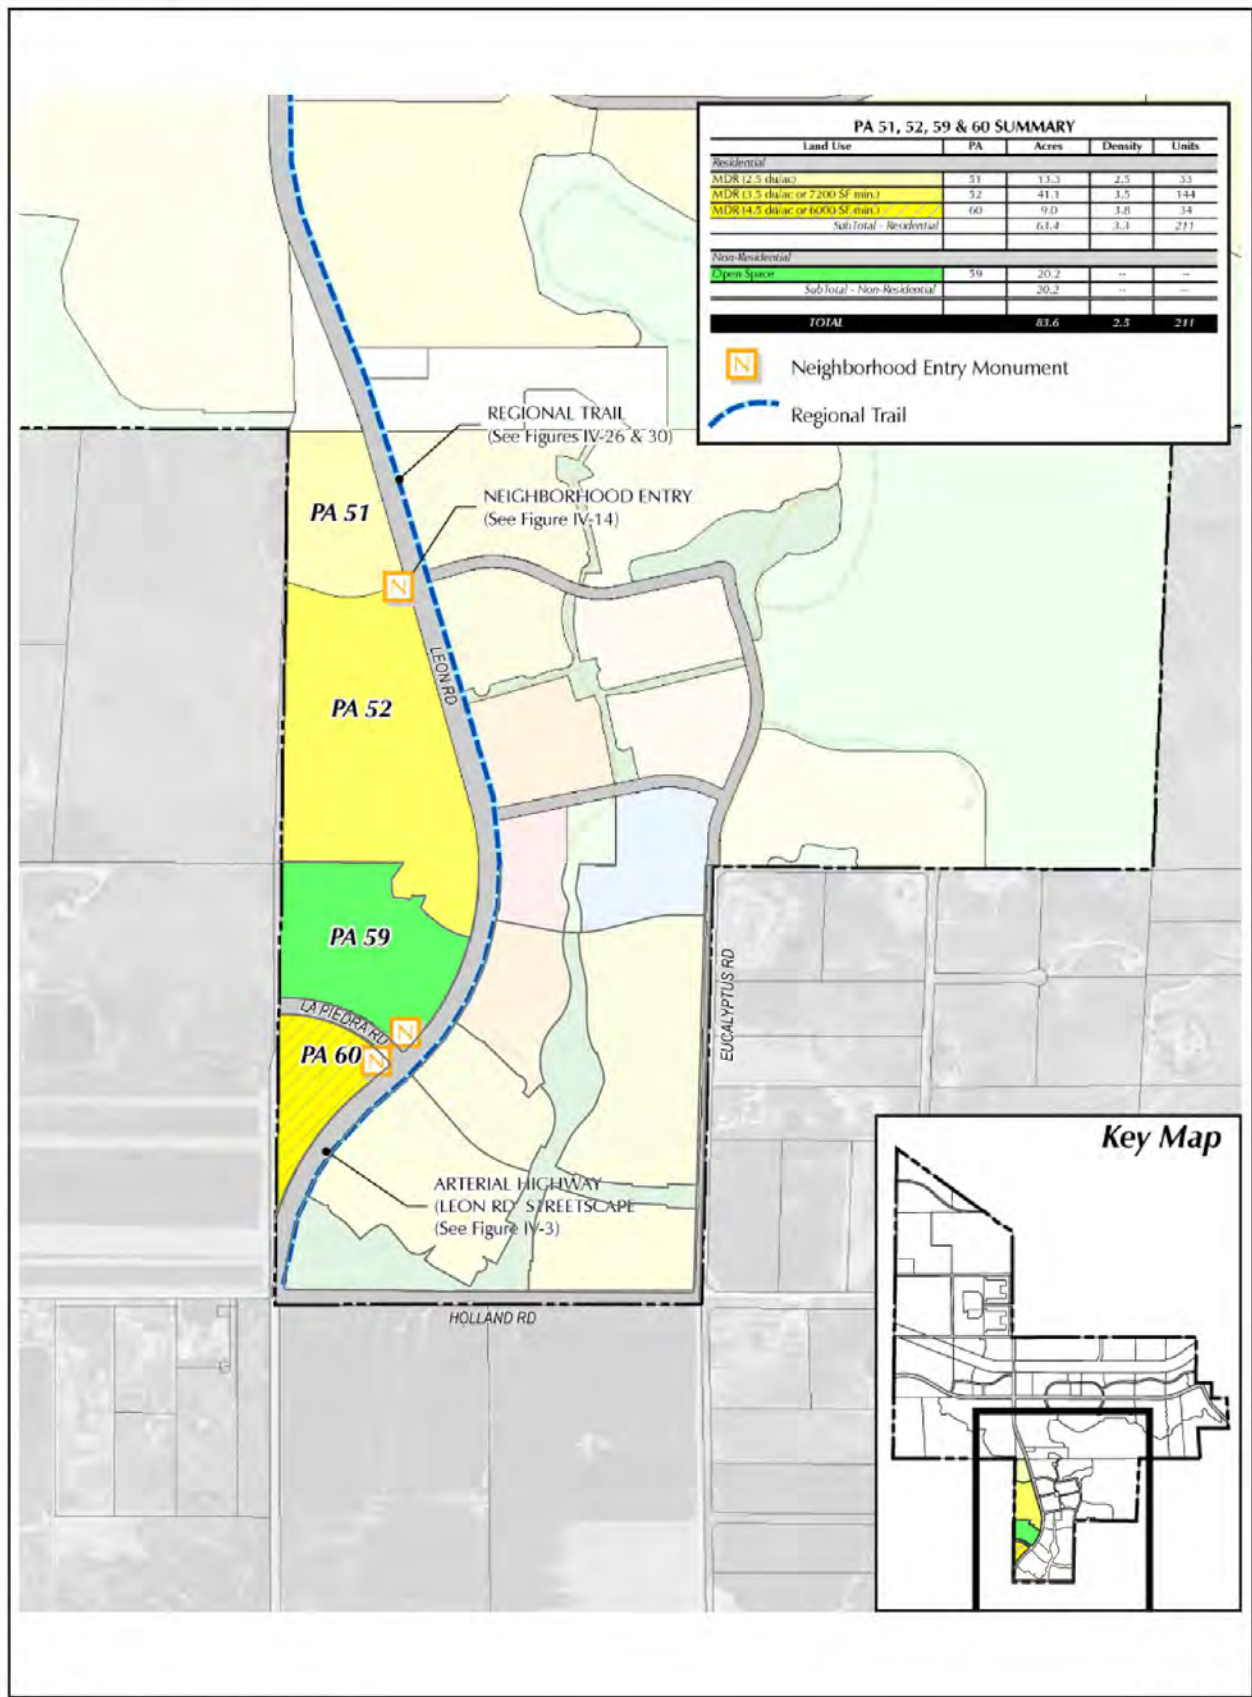 PA 51, 52, 59 & 60 SUMMARY
Land Use PA Acres Density Units
Residential
MDR (2.5 du/ac) 51 13.3 2.5 33
MDR (3.5 du/ac or 7200 SF min.) 52 41.1 3.5 144
MDR (4.5 du/ac or 6000 SF min.) 60 9.0 3.8 34
SubTotal - Residential 63.4 3.3 211
Non-Residential
Open Space 59 20.2 -- --
SubTotal - Non-Residential 20.2 -- --
TOTAL 83.6 2.5 211
N Neighborhood Entry Monument
Regional Trail
REGIONAL TRAIL
(See Figures IV-26 & 30)
NEIGHBORHOOD ENTRY
(See Figure IV-14)
PA 51
N
LEON RD
PA 52
PA 59
LA PIEDRA RD
N
PA 60
N
EUCALYPTUS RD
ARTERIAL HIGHWAY
(LEON RD STREETSCAPE
(See Figure IV-3)
HOLLAND RD
Key Map